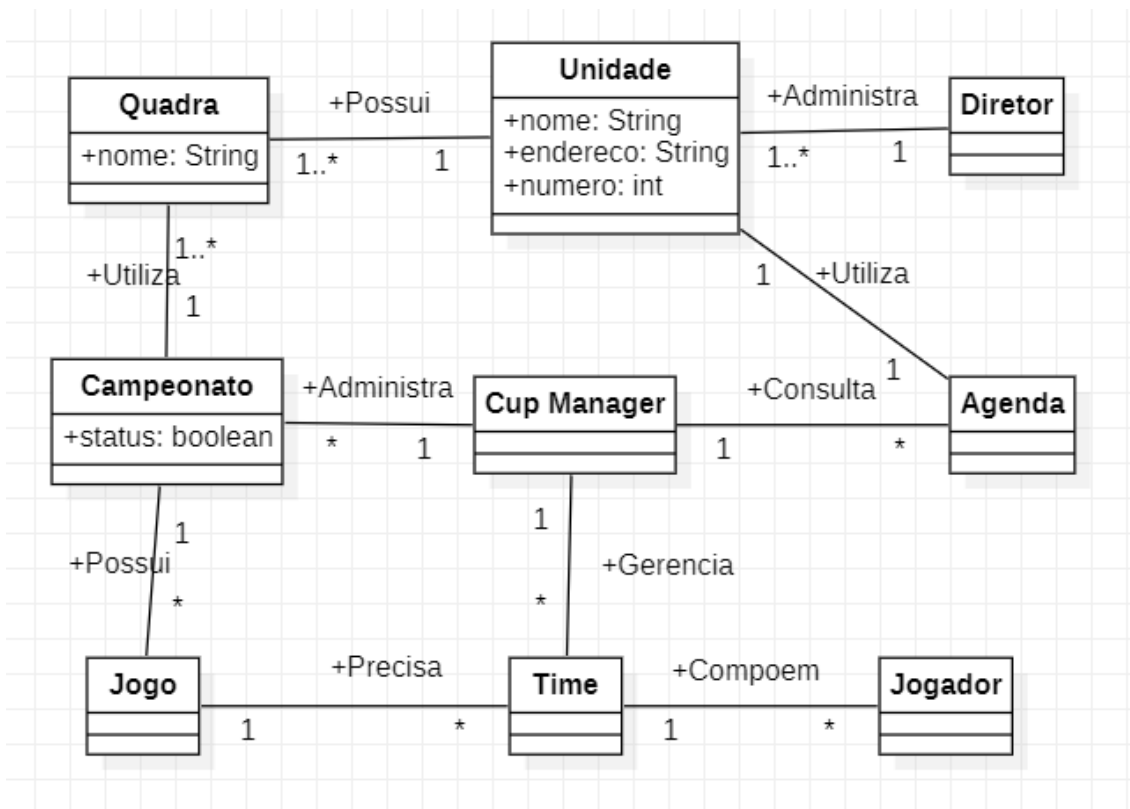 Unidade
+nome: String
+endereco: String
+numero: int
Quadra
+nome: String
+Possui
1..*
1
+Administra
1..*
1
Diretor
1..*
+Utiliza
1
1
+Utiliza
1
Campeonato
+status: boolean
+Administra
*
1
Cup Manager
+Consulta
1
*
Agenda
1
+Possui
*
1
+Gerencia
*
Jogo
+Precisa
1
*
Time
+Compoem
1
*
Jogador